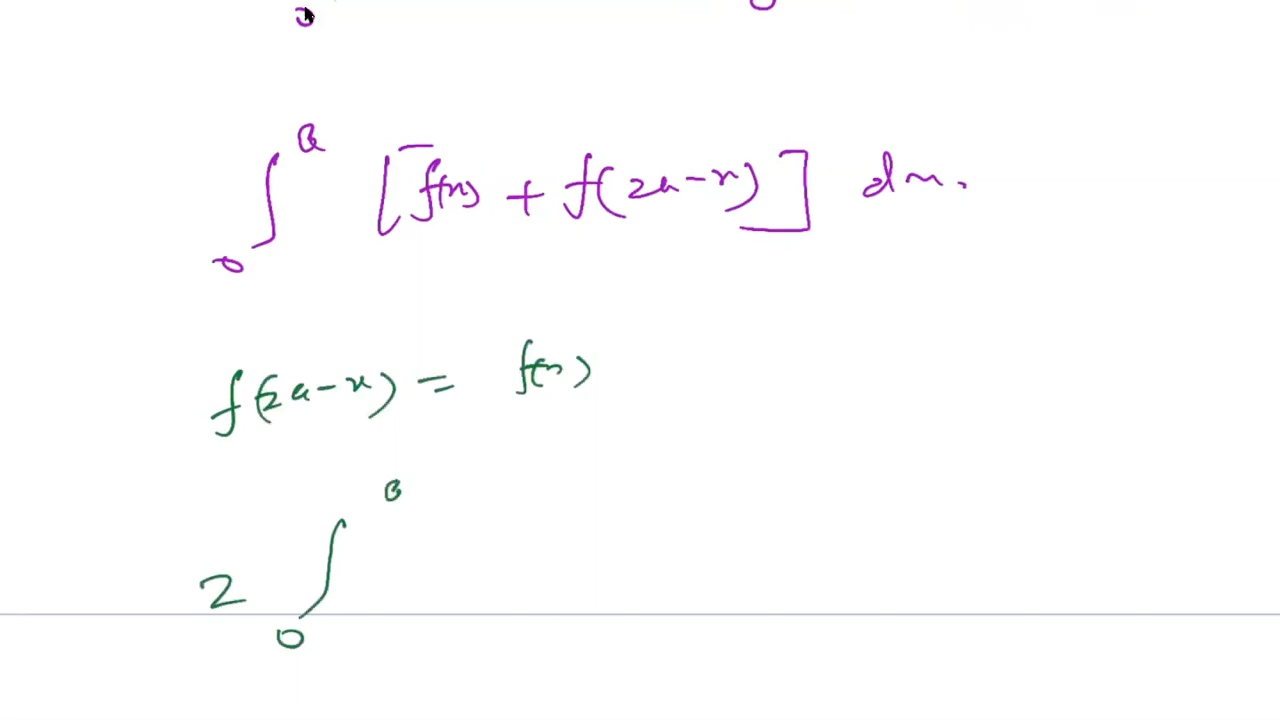 ∫₀ᵃ [f(x) + f(2a-x)] dx.
f(2a-x) = f(x)
2 ∫₀ᵃ